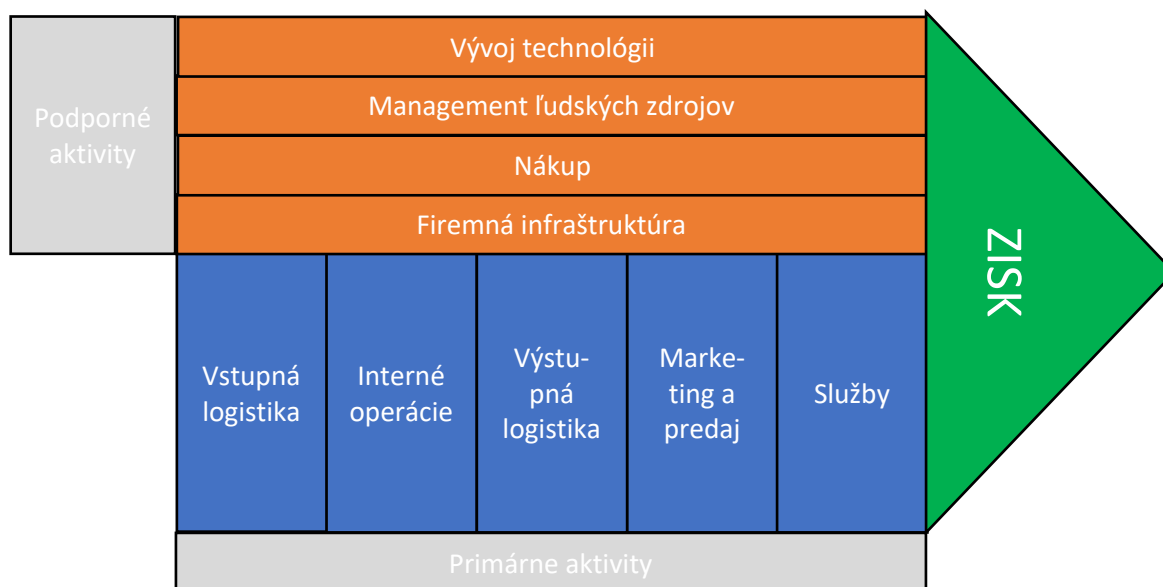 Vývoj technológii
Management ľudských zdrojov
Nákup
Firemná infraštruktúra
Podporné
aktivity
Vstupná
logistika
Interné
operácie
Výstu-
pná
logistika
Marke-
ting a
predaj
Služby
ZISK
Primárne aktivity